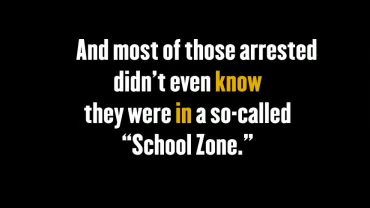 And most of those arrested
didn’t even know
they were in a so-called
“School Zone.”